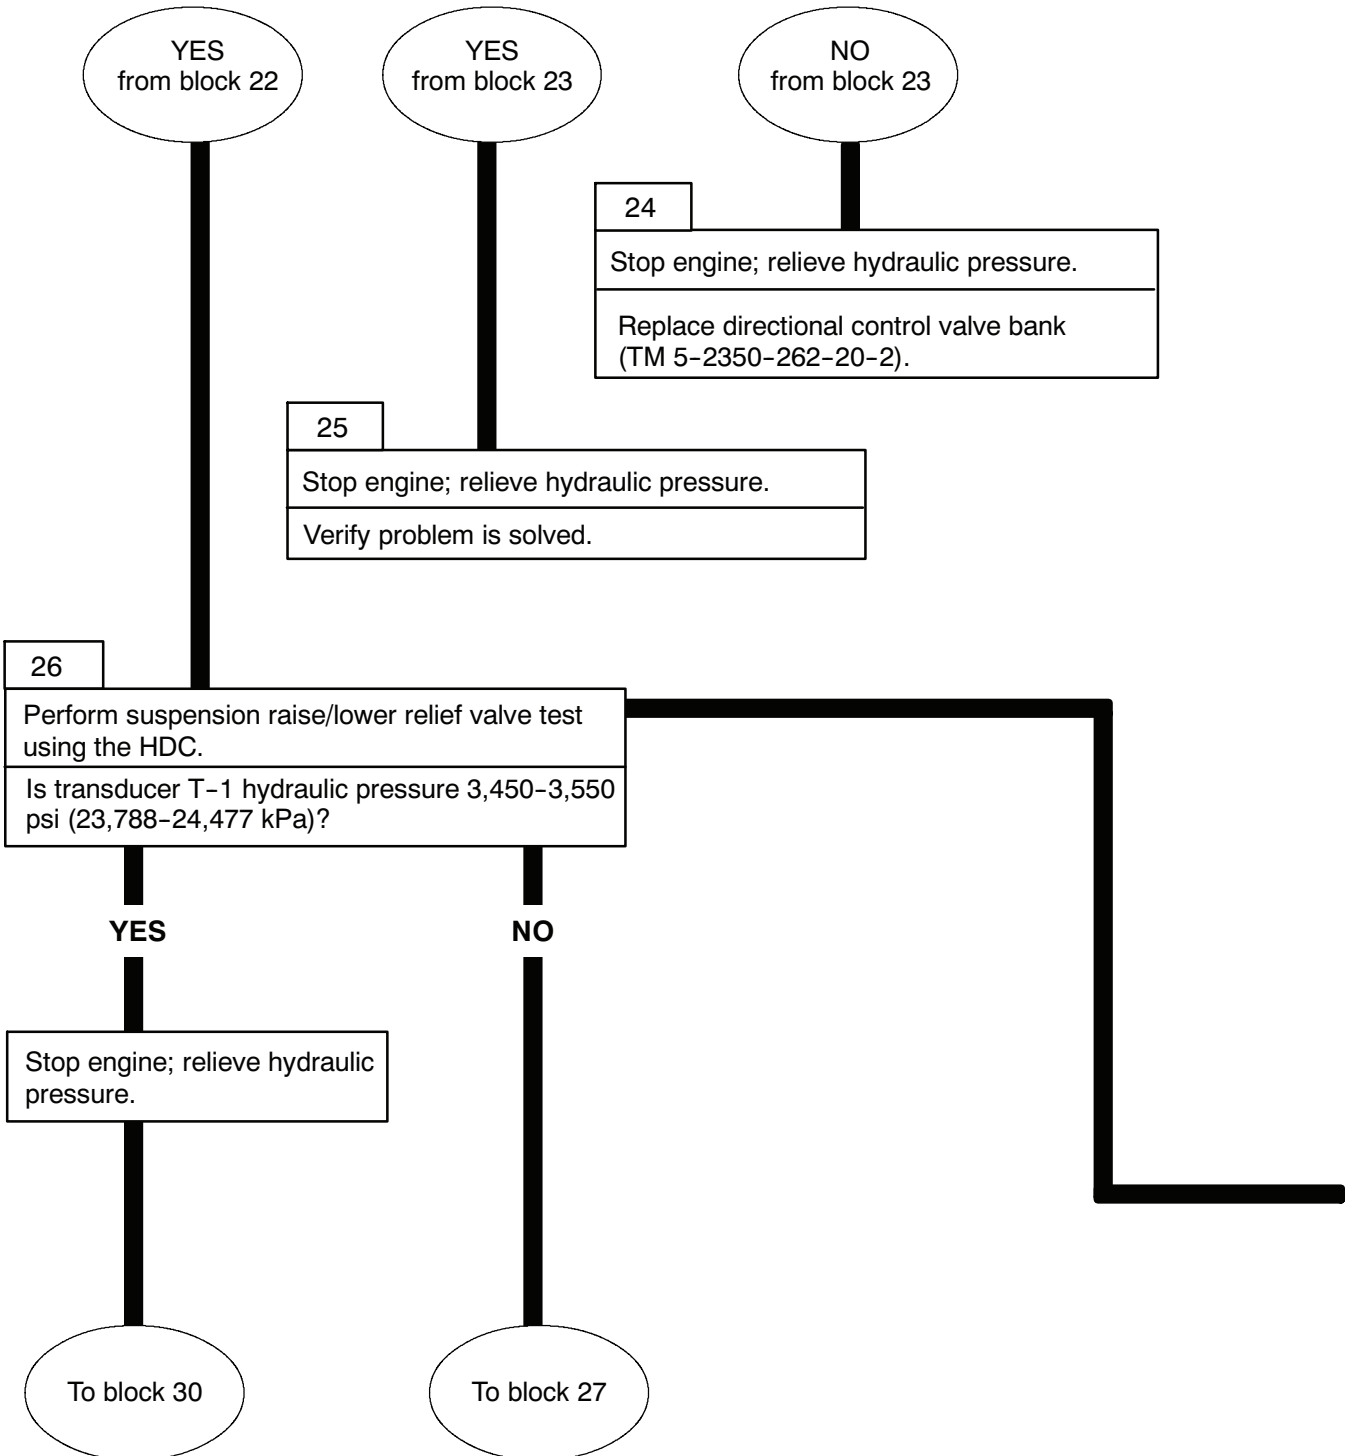 YES
from block 22
YES
from block 23
NO
from block 23
24
Stop engine; relieve hydraulic pressure.
Replace directional control valve bank
(TM 5-2350-262-20-2).
25
Stop engine; relieve hydraulic pressure.
Verify problem is solved.
26
Perform suspension raise/lower relief valve test
using the HDC.
Is transducer T-1 hydraulic pressure 3,450-3,550
psi (23,788-24,477 kPa)?
YES
NO
Stop engine; relieve hydraulic
pressure.
To block 30
To block 27